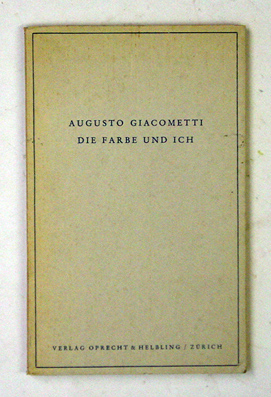 AUGUSTO GIACOMETTI
DIE FARBE UND ICH
VERLAG OPRECHT & HELBLING / ZÜRICH